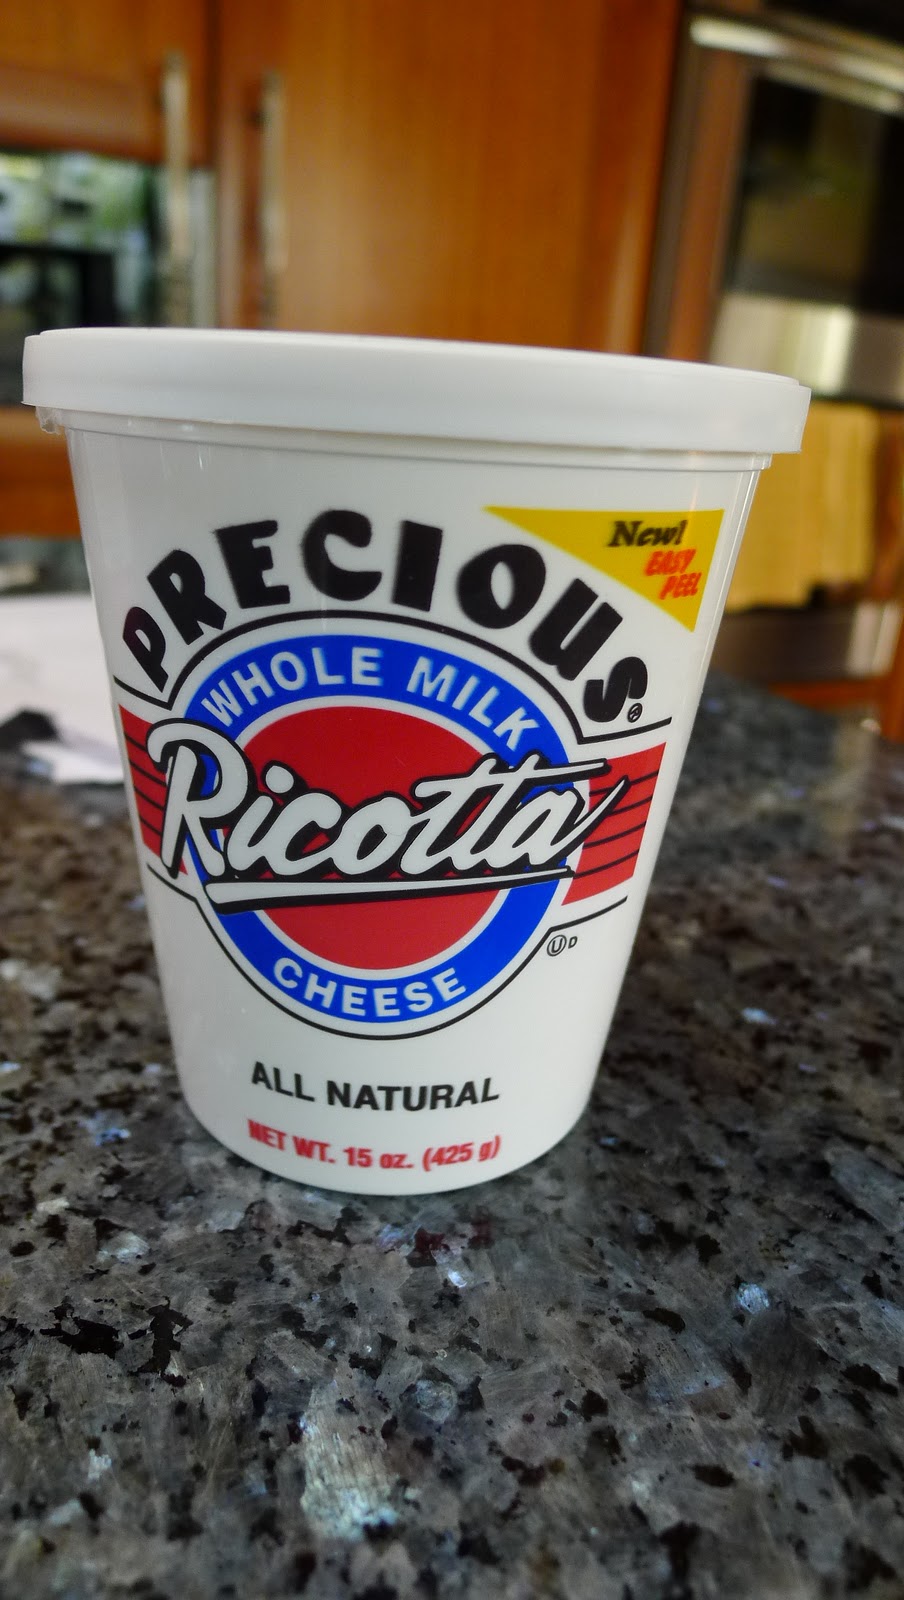 PRECIOUS®
New!
EASY
PEEL
WHOLE MILK
Ricotta
CHEESE
Ⓤ D
ALL NATURAL
NET WT. 15 oz. (425 g)